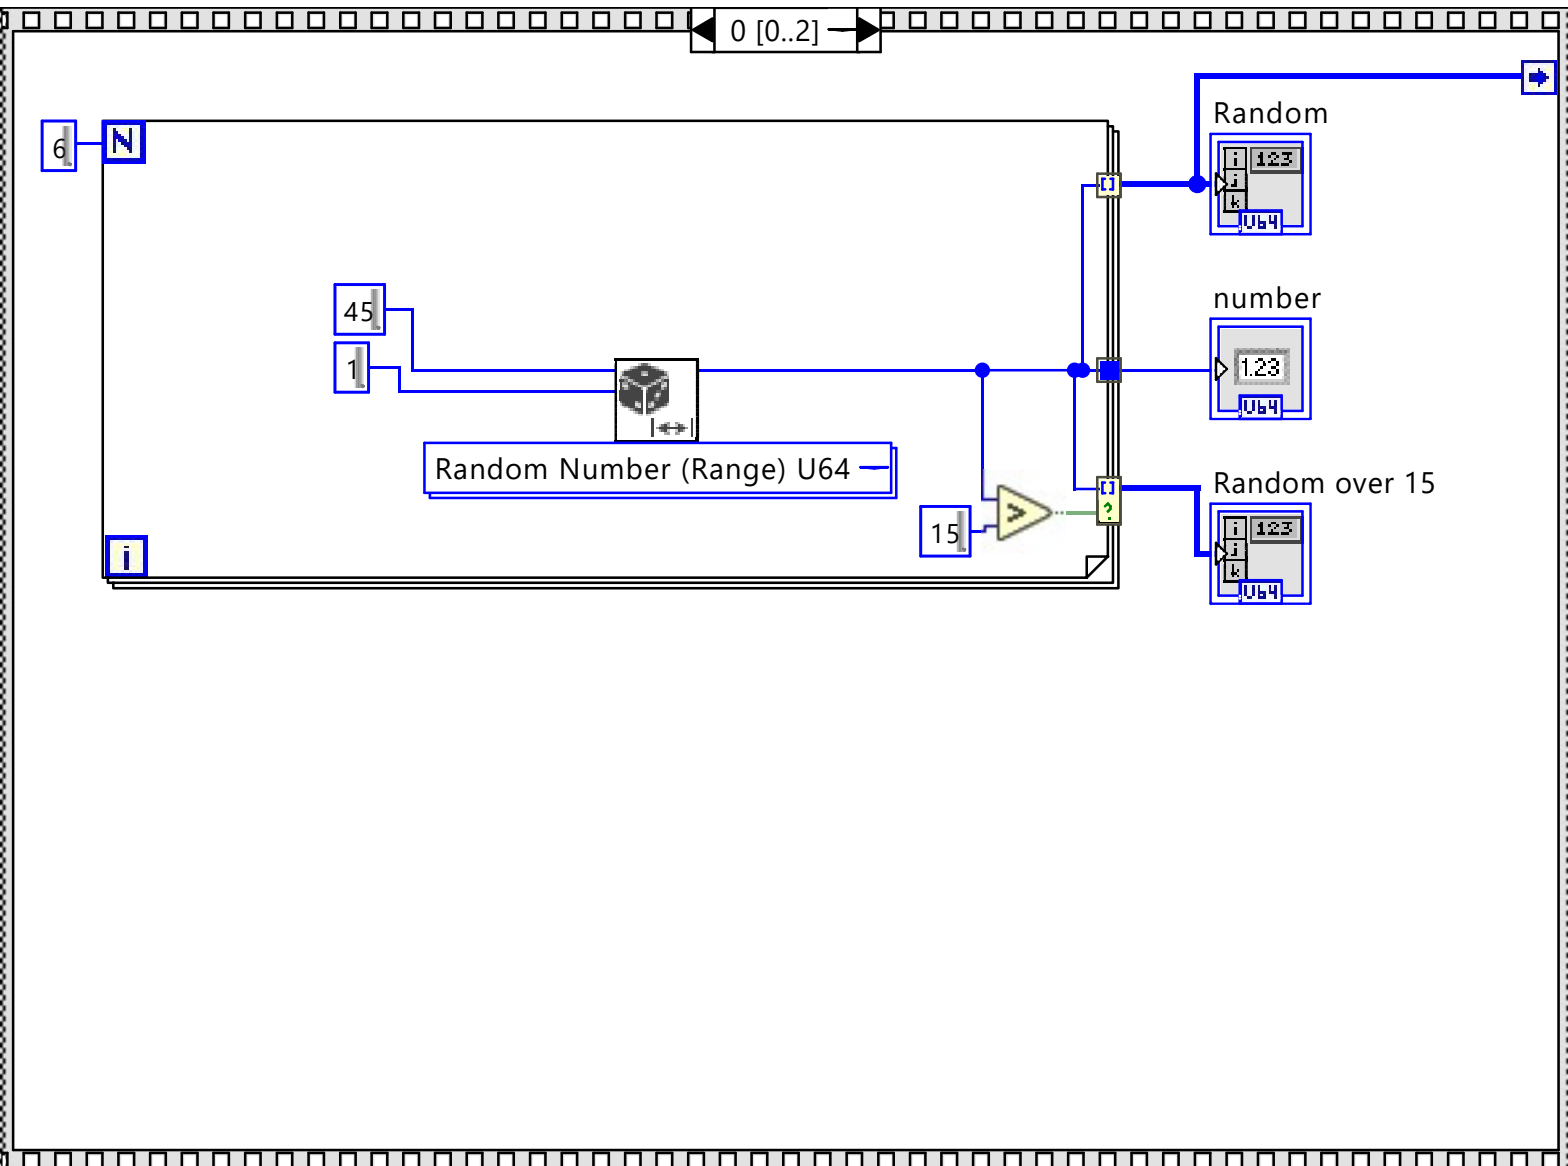 0 [0..2]
Random
6
N
i 123
j
k
U64
45
number
1
1.23
U64
Random Number (Range) U64
Random over 15
>
?
15
i 123
j
k
U64
i